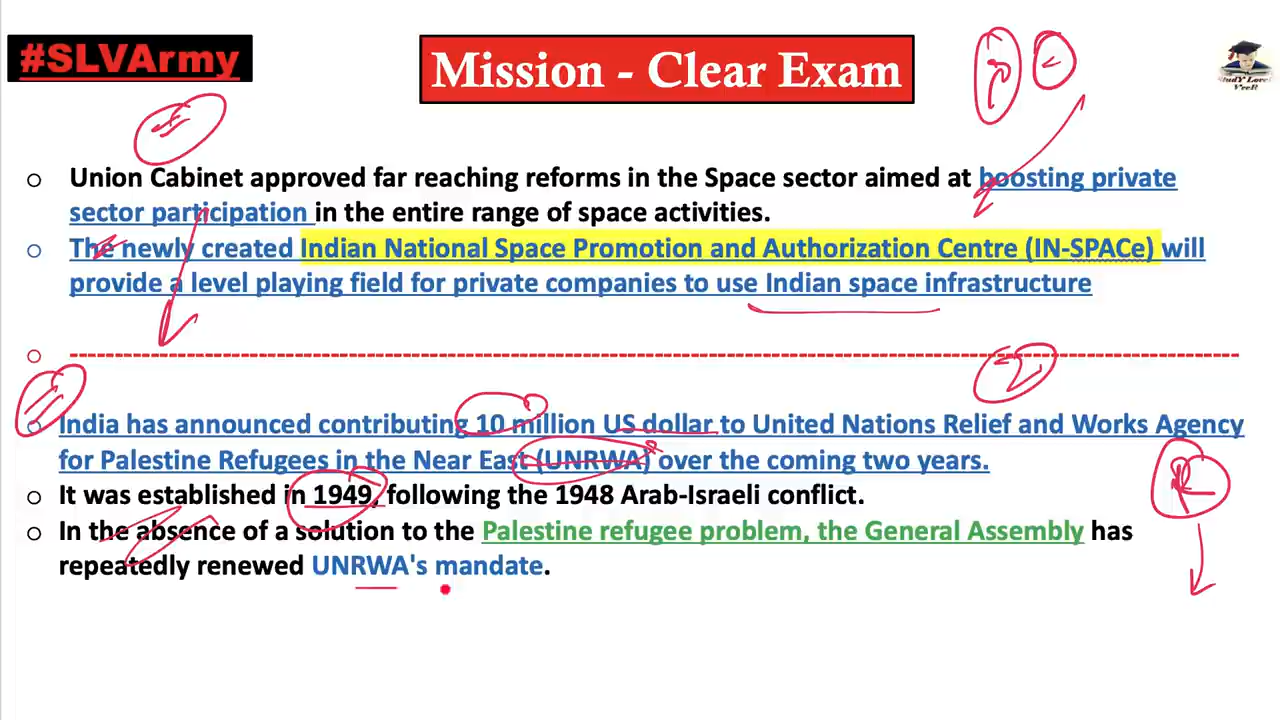 #SLVArmy
Mission - Clear Exam
StudY Lover
VeeR
Union Cabinet approved far reaching reforms in the Space sector aimed at boosting private
sector participation in the entire range of space activities.
The newly created Indian National Space Promotion and Authorization Centre (IN-SPACe) will
provide a level playing field for private companies to use Indian space infrastructure
India has announced contributing 10 million US dollar to United Nations Relief and Works Agency
for Palestine Refugees in the Near East (UNRWA) over the coming two years.
It was established in 1949, following the 1948 Arab-Israeli conflict.
In the absence of a solution to the Palestine refugee problem, the General Assembly has
repeatedly renewed UNRWA's mandate.